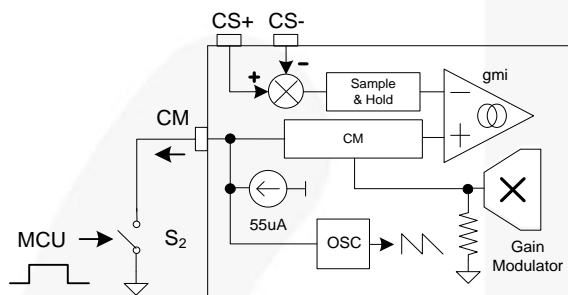 CS+ CS-
gmi
+ -
Sample
& Hold
CM
CM
55uA
MCU
S2
OSC
Gain
Modulator